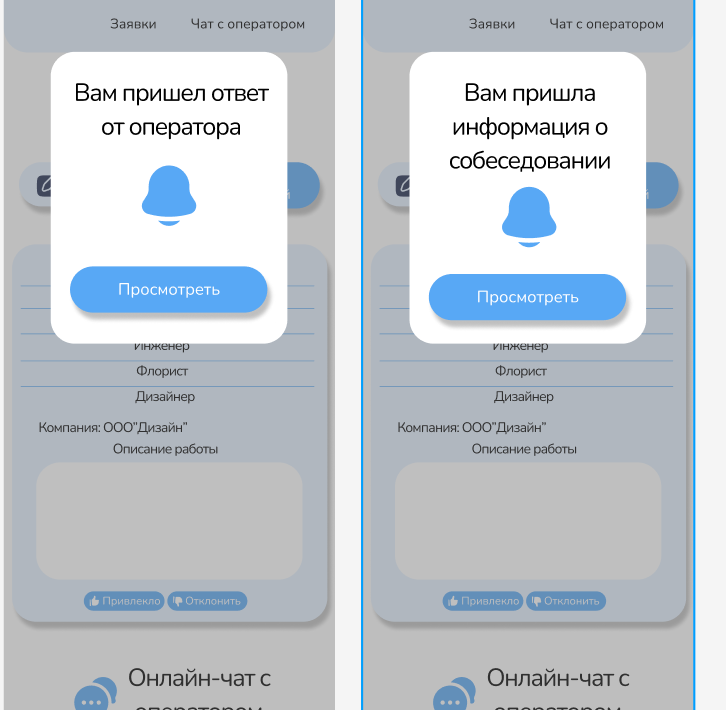 Заявки
Чат с оператором
Вам пришел ответ
от оператора
Просмотреть
Инженер
Флорист
Дизайнер
Компания: ООО"Дизайн"
Описание работы
Привлекло
Отклонить
Онлайн-чат с
оператором
Заявки
Чат с оператором
Вам пришла
информация о
собеседовании
Просмотреть
Инженер
Флорист
Дизайнер
Компания: ООО"Дизайн"
Описание работы
Привлекло
Отклонить
Онлайн-чат с
оператором